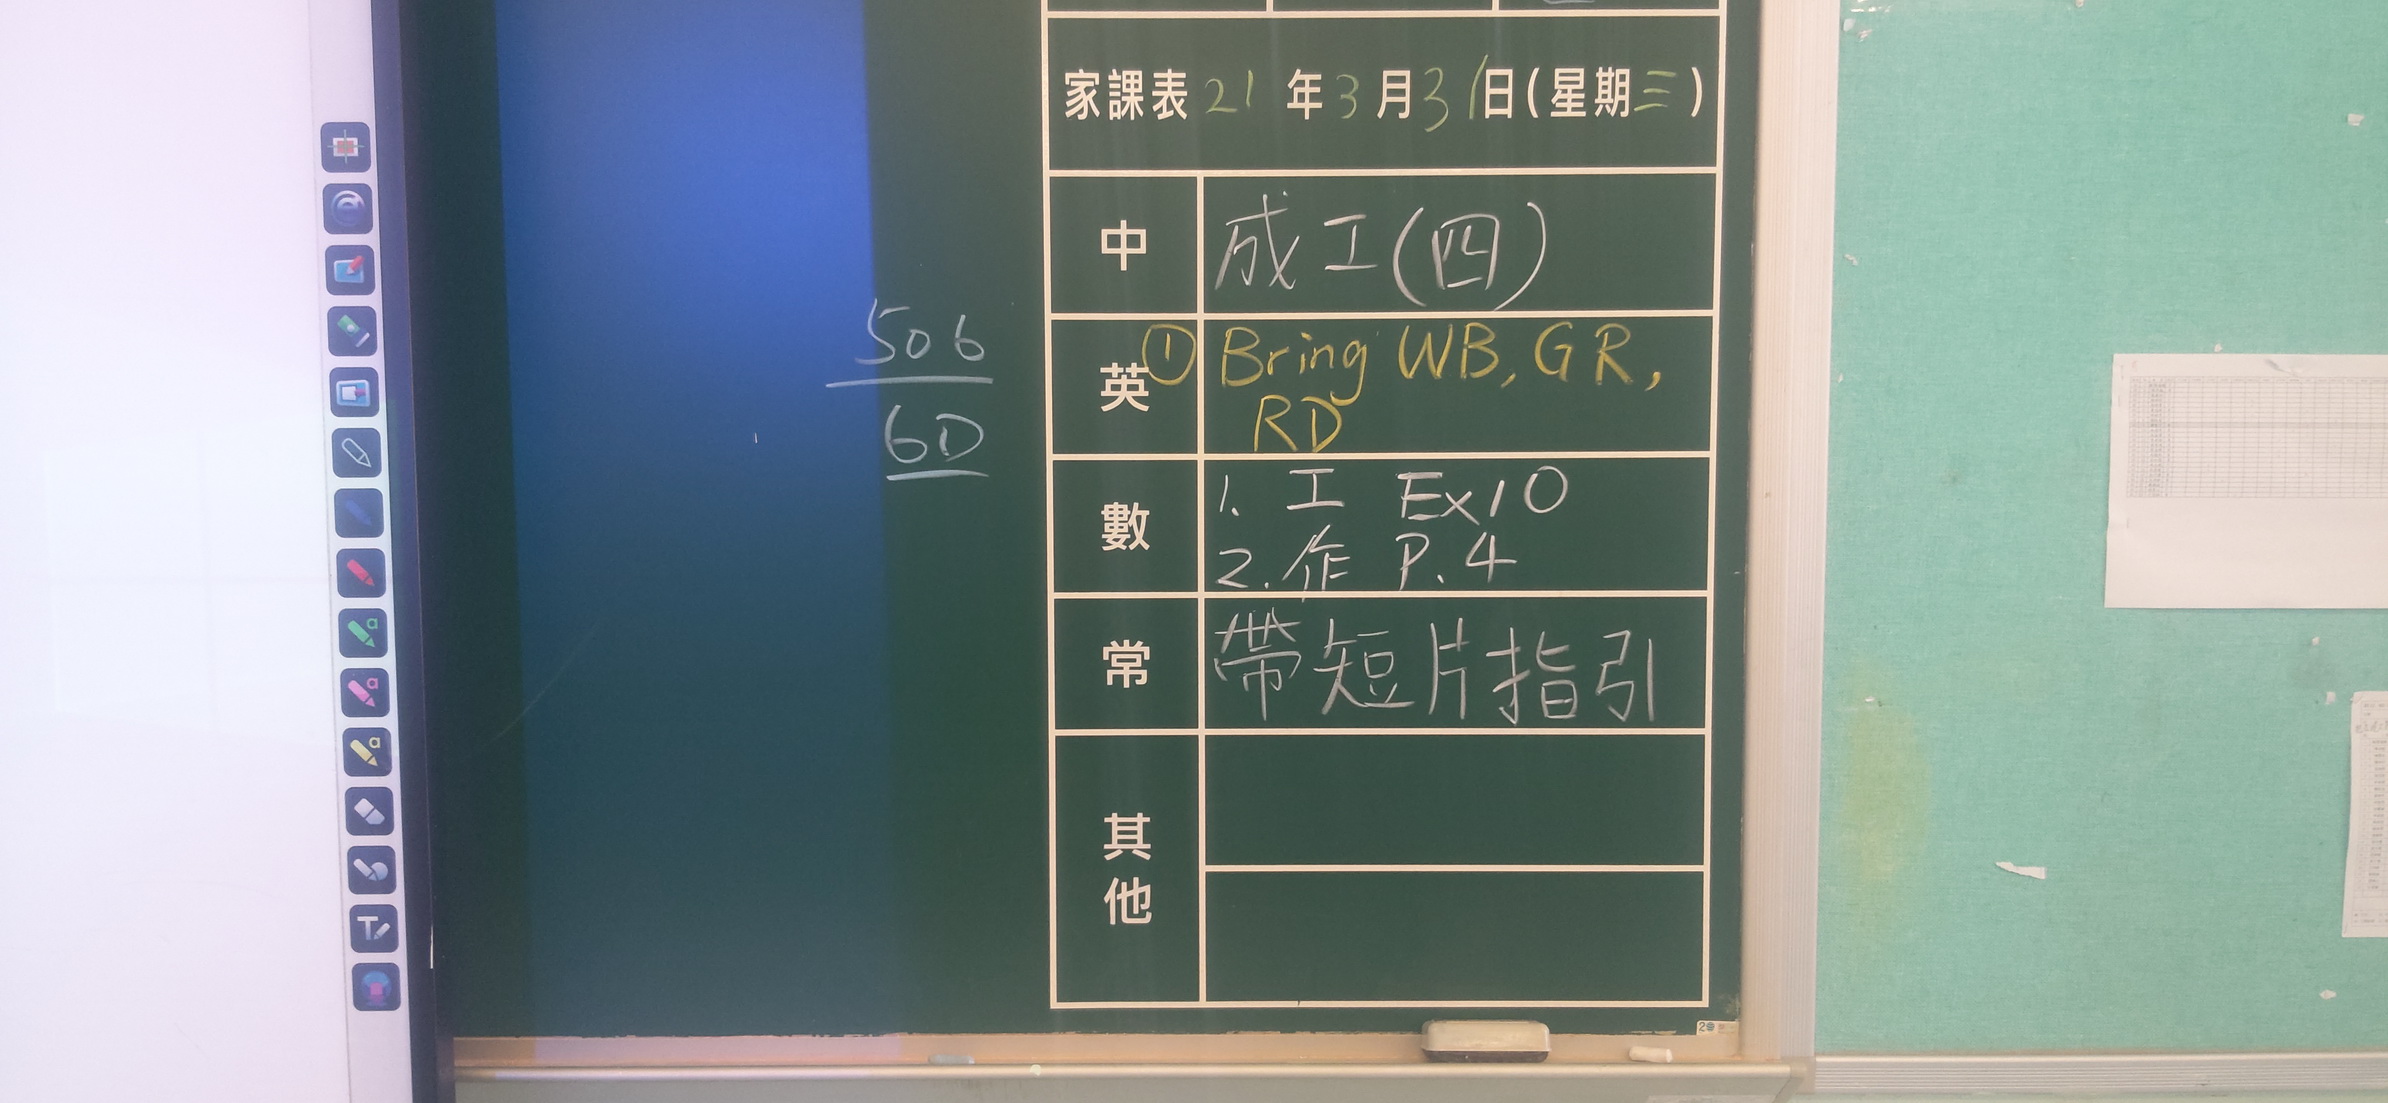 家課表 21 年 3 月 31 日(星期三)
中
成工(四)
506
6D
英
① Bring WB, GR,
RD
數
1. 工 Ex10
2. 作 P.4
常
帶短片指引
其他